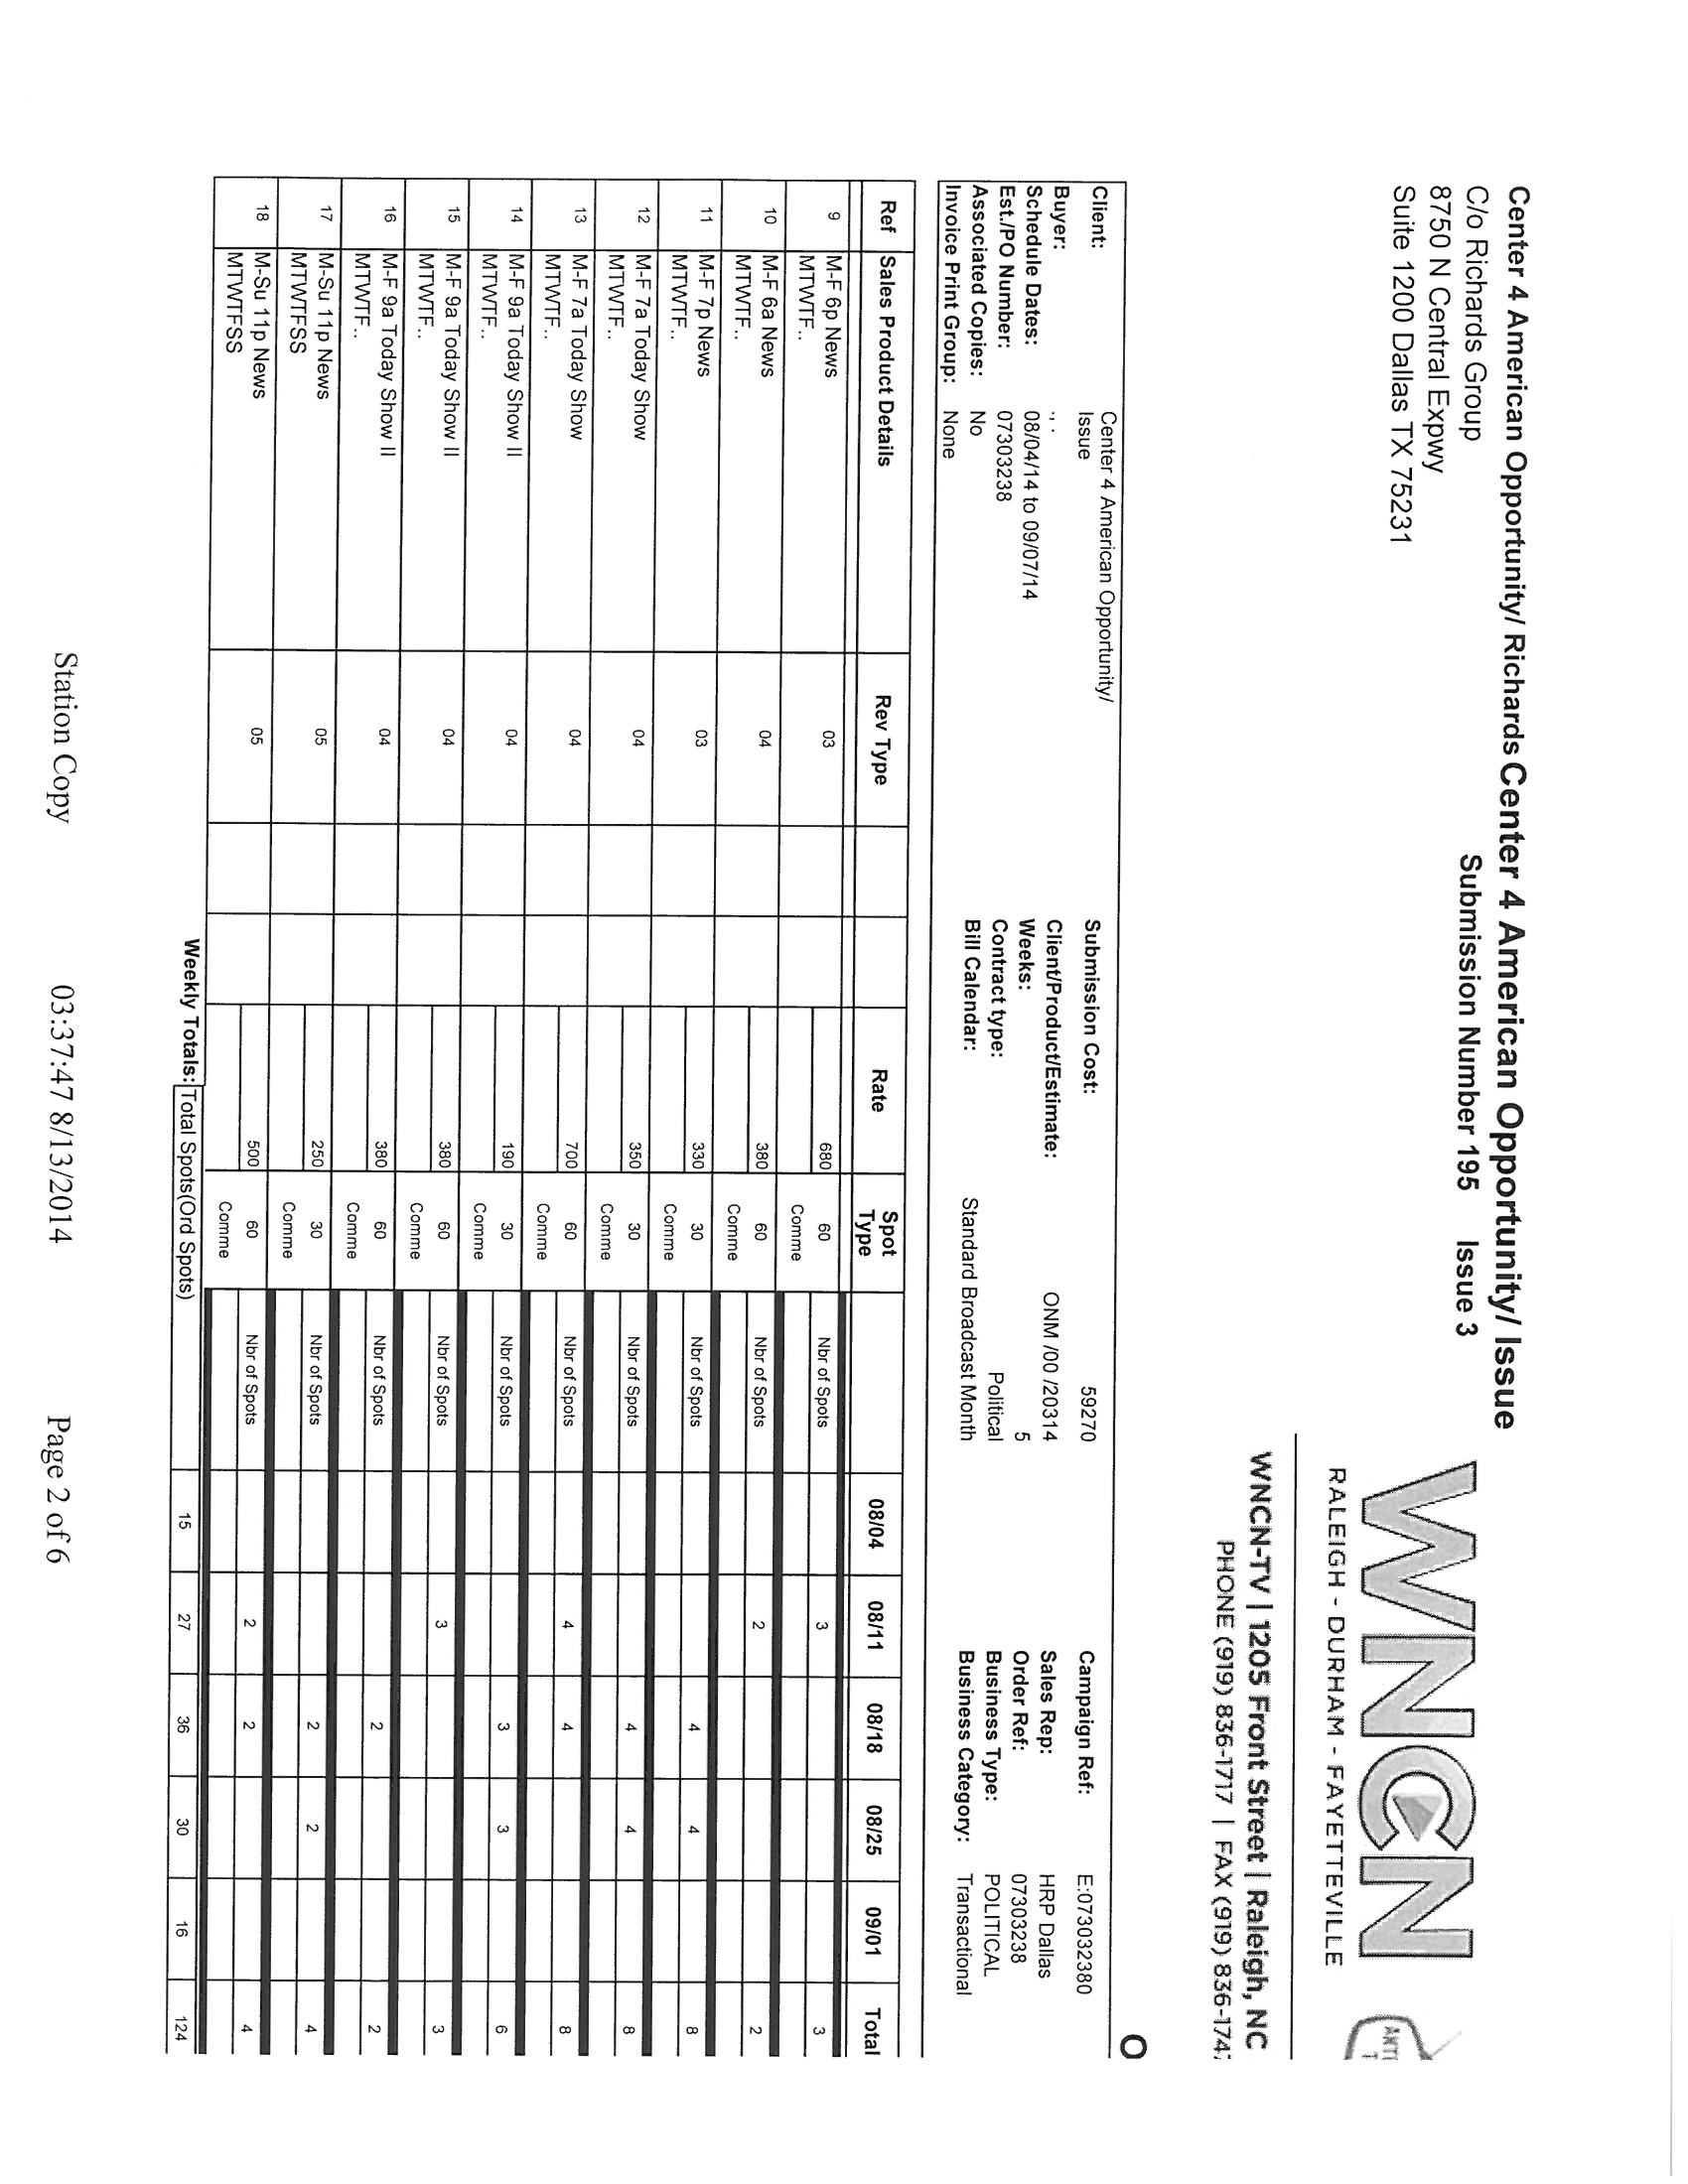 Center 4 American Opportunity/ Richards Center 4 American Opportunity/ Issue
C/o Richards Group
8750 N Central Expwy
Suite 1200 Dallas TX 75231
Submission Number 195 Issue 3
WNCN
RALEIGH - DURHAM - FAYETTEVILLE
WNCN-TV | 1205 Front Street | Raleigh, NC
PHONE (919) 836-1717 | FAX (919) 836-174
O
Client: Center 4 American Opportunity/ Issue Submission Cost: 59270 Campaign Ref: E:073032380
Buyer: ., . Client/Product/Estimate: ONM /00 /20314 Sales Rep: HRP Dallas
Schedule Dates: 08/04/14 to 09/07/14 Weeks: 5 Order Ref: 07303238
Est./PO Number: 07303238 Contract type: Political Business Type: POLITICAL
Associated Copies: No Bill Calendar: Standard Broadcast Month Business Category: Transactional
Invoice Print Group: None
Ref Sales Product Details Rev Type Rate Spot Type 08/04 08/11 08/18 08/25 09/01 Total
9 M-F 6p News 03 680 60 Nbr of Spots 3 3
MTWTF.. Comme
10 M-F 6a News 04 380 60 Nbr of Spots 2 2
MTWTF.. Comme
11 M-F 7p News 03 330 30 Nbr of Spots 4 4 8
MTWTF.. Comme
12 M-F 7a Today Show 04 350 30 Nbr of Spots 4 4 8
MTWTF.. Comme
13 M-F 7a Today Show 04 700 60 Nbr of Spots 4 4 8
MTWTF.. Comme
14 M-F 9a Today Show II 04 190 30 Nbr of Spots 3 3 6
MTWTF.. Comme
15 M-F 9a Today Show II 04 380 60 Nbr of Spots 3 3
MTWTF.. Comme
16 M-F 9a Today Show II 04 380 60 Nbr of Spots 2 2
MTWTF.. Comme
17 M-Su 11p News 05 250 30 Nbr of Spots 2 2 4
MTWTFSS Comme
18 M-Su 11p News 05 500 60 Nbr of Spots 2 2 4
MTWTFSS Comme
Weekly Totals: Total Spots(Ord Spots) 15 27 36 30 16 124
Station Copy 03:37:47 8/13/2014 Page 2 of 6